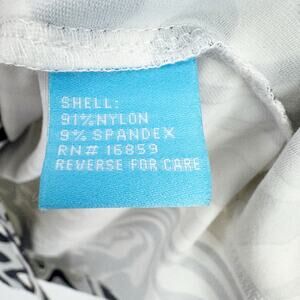 SHELL:
91% NYLON
9% SPANDEX
RN# 16859
REVERSE FOR CARE